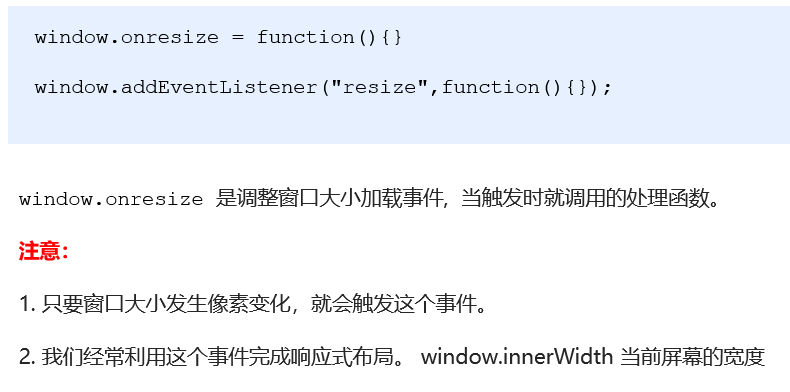 window.onresize = function(){}
window.addEventListener("resize",function(){});
window.onresize 是调整窗口大小加载事件, 当触发时就调用的处理函数。
注意：
1. 只要窗口大小发生像素变化，就会触发这个事件。
2. 我们经常利用这个事件完成响应式布局。 window.innerWidth 当前屏幕的宽度